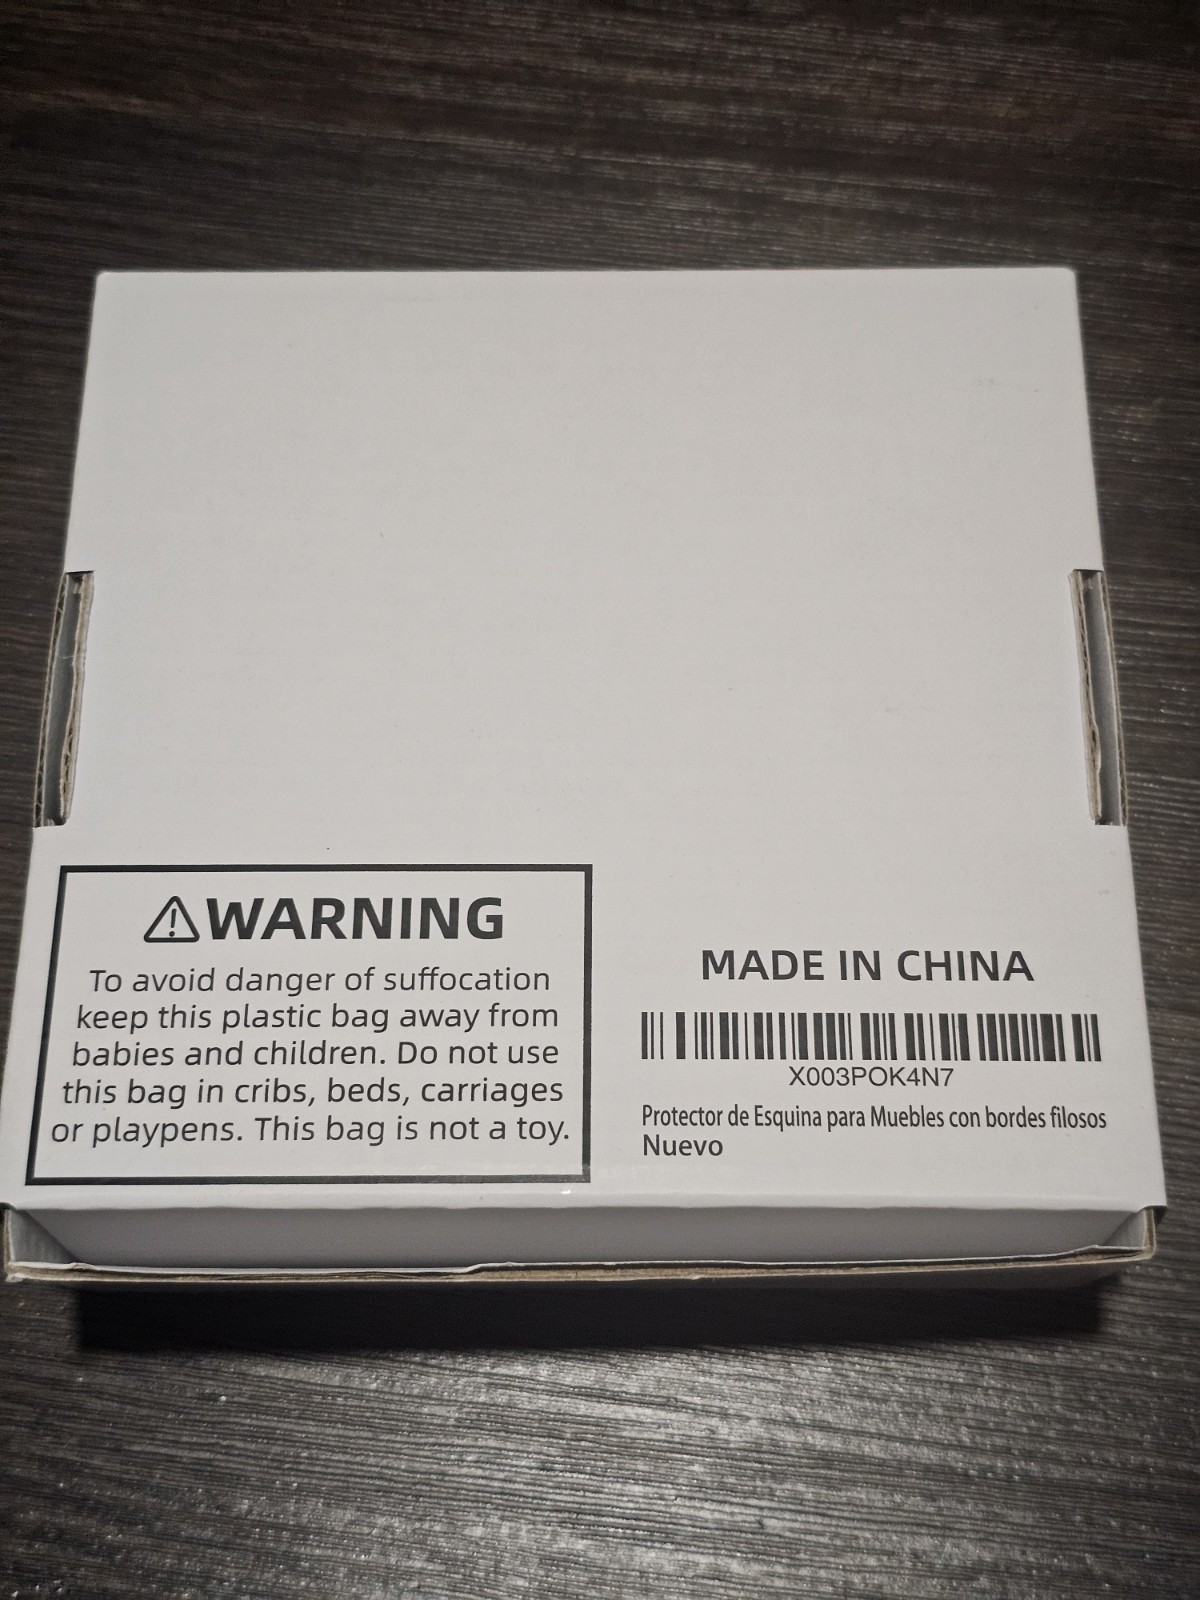 ⚠WARNING
To avoid danger of suffocation
keep this plastic bag away from
babies and children. Do not use
this bag in cribs, beds, carriages
or playpens. This bag is not a toy.
MADE IN CHINA
X003POK4N7
Protector de Esquina para Muebles con bordes filosos
Nuevo